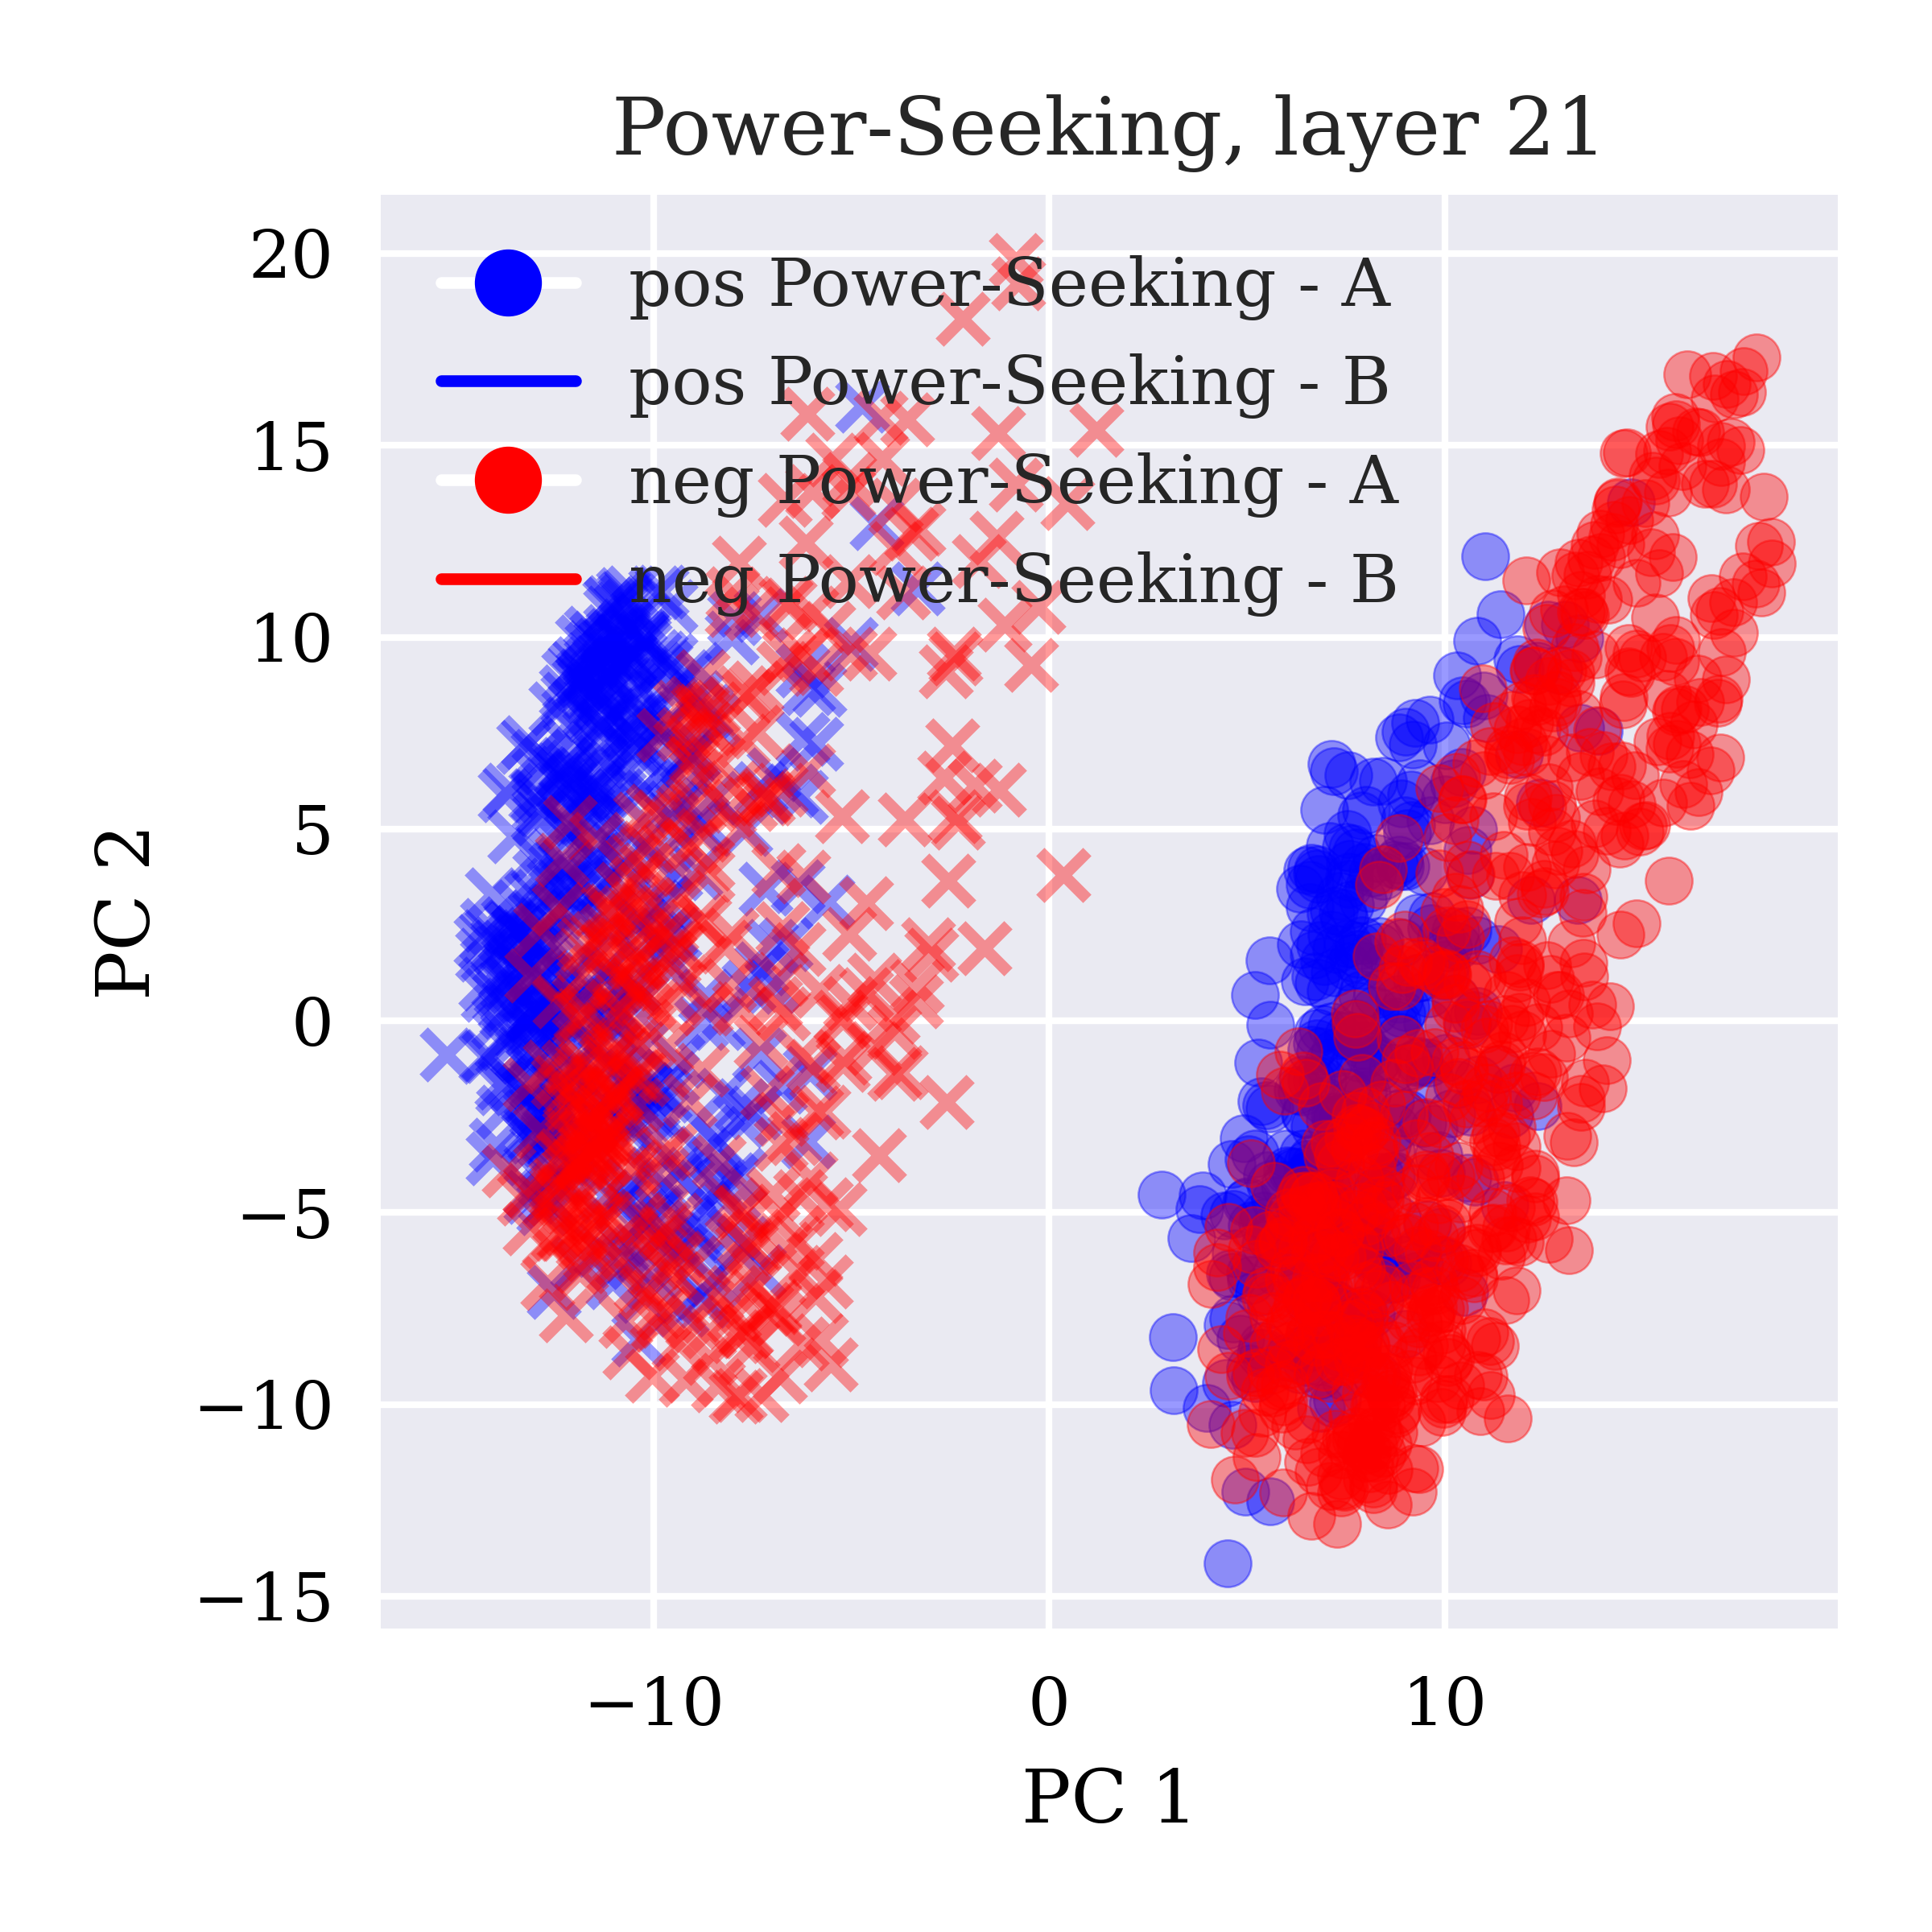 Power-Seeking, layer 21
pos Power-Seeking - A
pos Power-Seeking - B
neg Power-Seeking - A
neg Power-Seeking - B
20
15
10
5
0
−5
−10
−15
PC 2
−10 0 10
PC 1